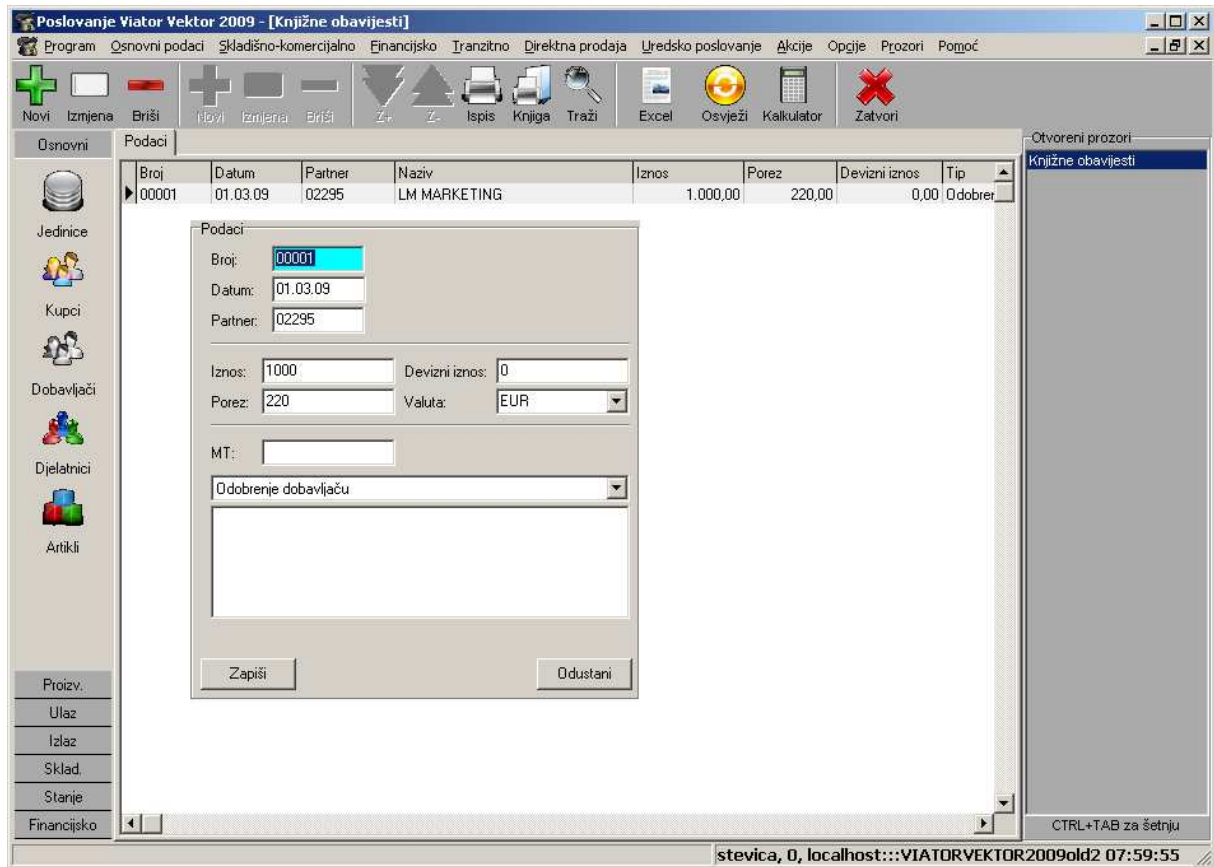 Poslovanje Viator Vektor 2009 - [Knjižne obavijesti]
Program Osnovni podaci Skladišno-komercijalno Financijsko Tranzitno Direktna prodaja Uredsko poslovanje Akcije Opcije Prozori Pomoć
Novi Izmjena Briši Novi Izmjena Briši Z+ Z- Ispis Knjiga Traži Excel Osvježi Kalkulator Zatvori
Osnovni
Jedinice
Kupci
Dobavljači
Djelatnici
Artikli
Proizv.
Ulaz
Izlaz
Sklad.
Stanje
Financijsko
Podaci
Broj Datum Partner Naziv Iznos Porez Devizni iznos Tip
00001 01.03.09 02295 LM MARKETING 1.000,00 220,00 0,00 Odobren
Podaci
Broj: 00001
Datum: 01.03.09
Partner: 02295
Iznos: 1000 Devizni iznos: 0
Porez: 220 Valuta: EUR
MT:
Odobrenje dobavljaču
Zapiši Odustani
Otvoreni prozori
Knjižne obavijesti
CTRL+TAB za šetnju
stevica, 0, localhost:::VIATORVEKTOR2009old2 07:59:55